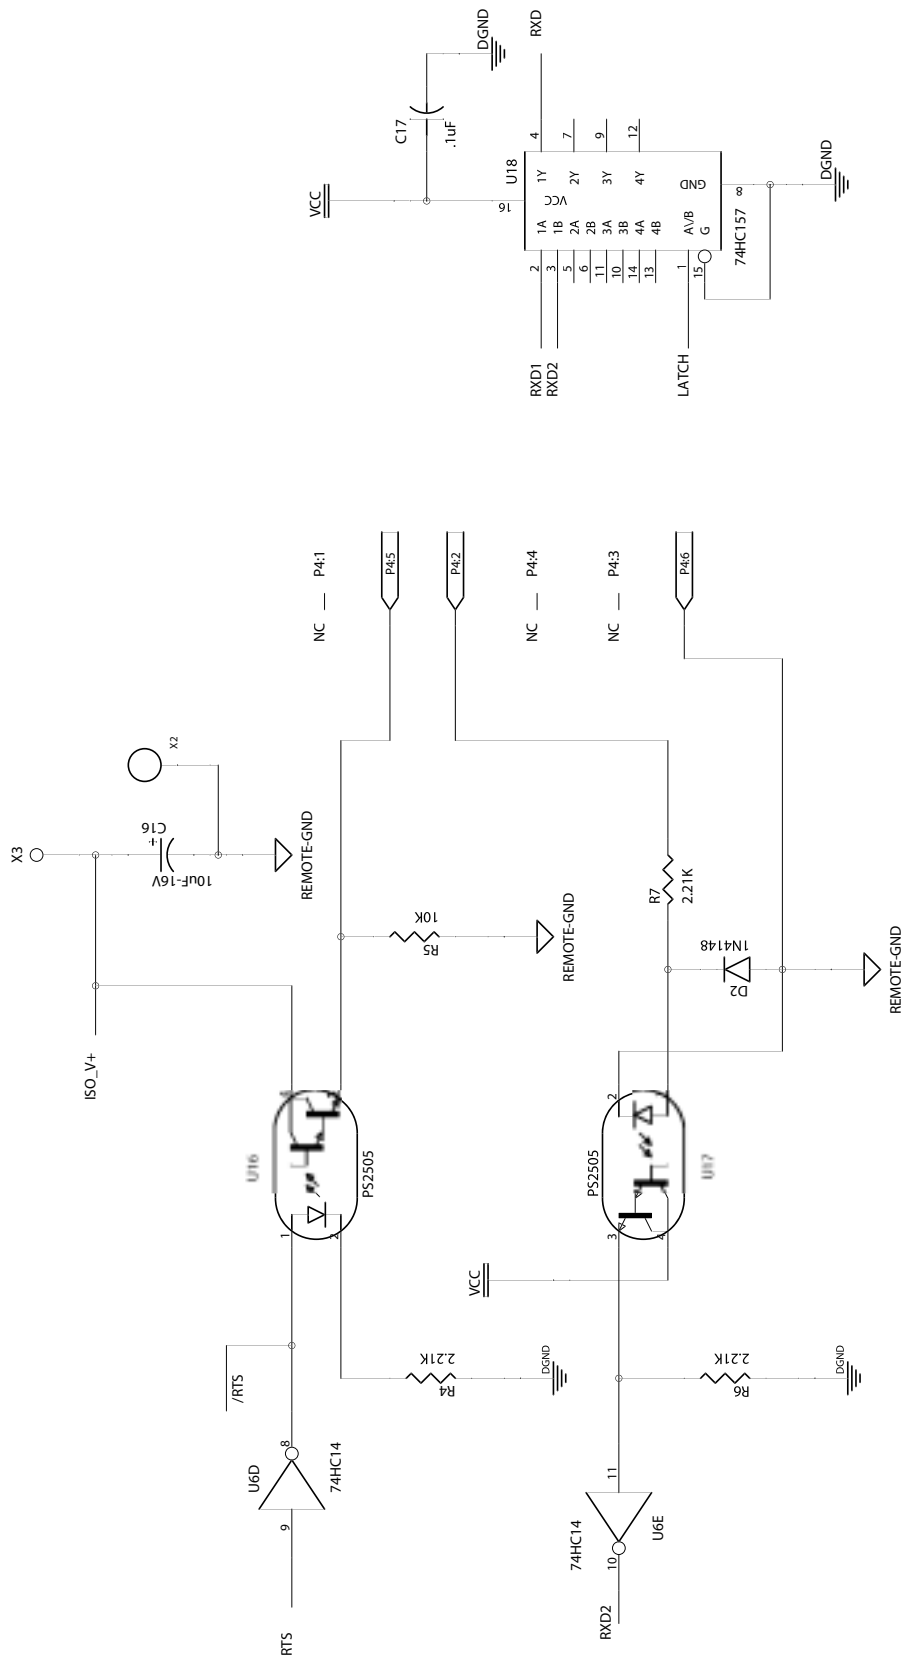 RTS
9
U6D
8
74HC14
/RTS
1
2
U16
PS2505
R4
2.21K
DGND
ISO_V+
X3
C16
+
10uF-16V
X2
REMOTE-GND
R5
10K
REMOTE-GND
NC P4:1
P4:5
P4:2
NC P4:4
NC P4:3
P4:6
RXD2
10
74HC14
U6E
11
R6
2.21K
DGND
VCC
3
4
PS2505
U17
2
D2
1N4148
R7
2.21K
REMOTE-GND
VCC
C17
.1uF
DGND
U18
16
VCC
RXD1 2 1A 1Y 4 RXD
RXD2 3 1B
5 2A 2Y 7
6 2B
11 3A 3Y 9
10 3B
14 4A 4Y 12
13 4B
LATCH 1 A\/B GND 8
15 G
74HC157
DGND